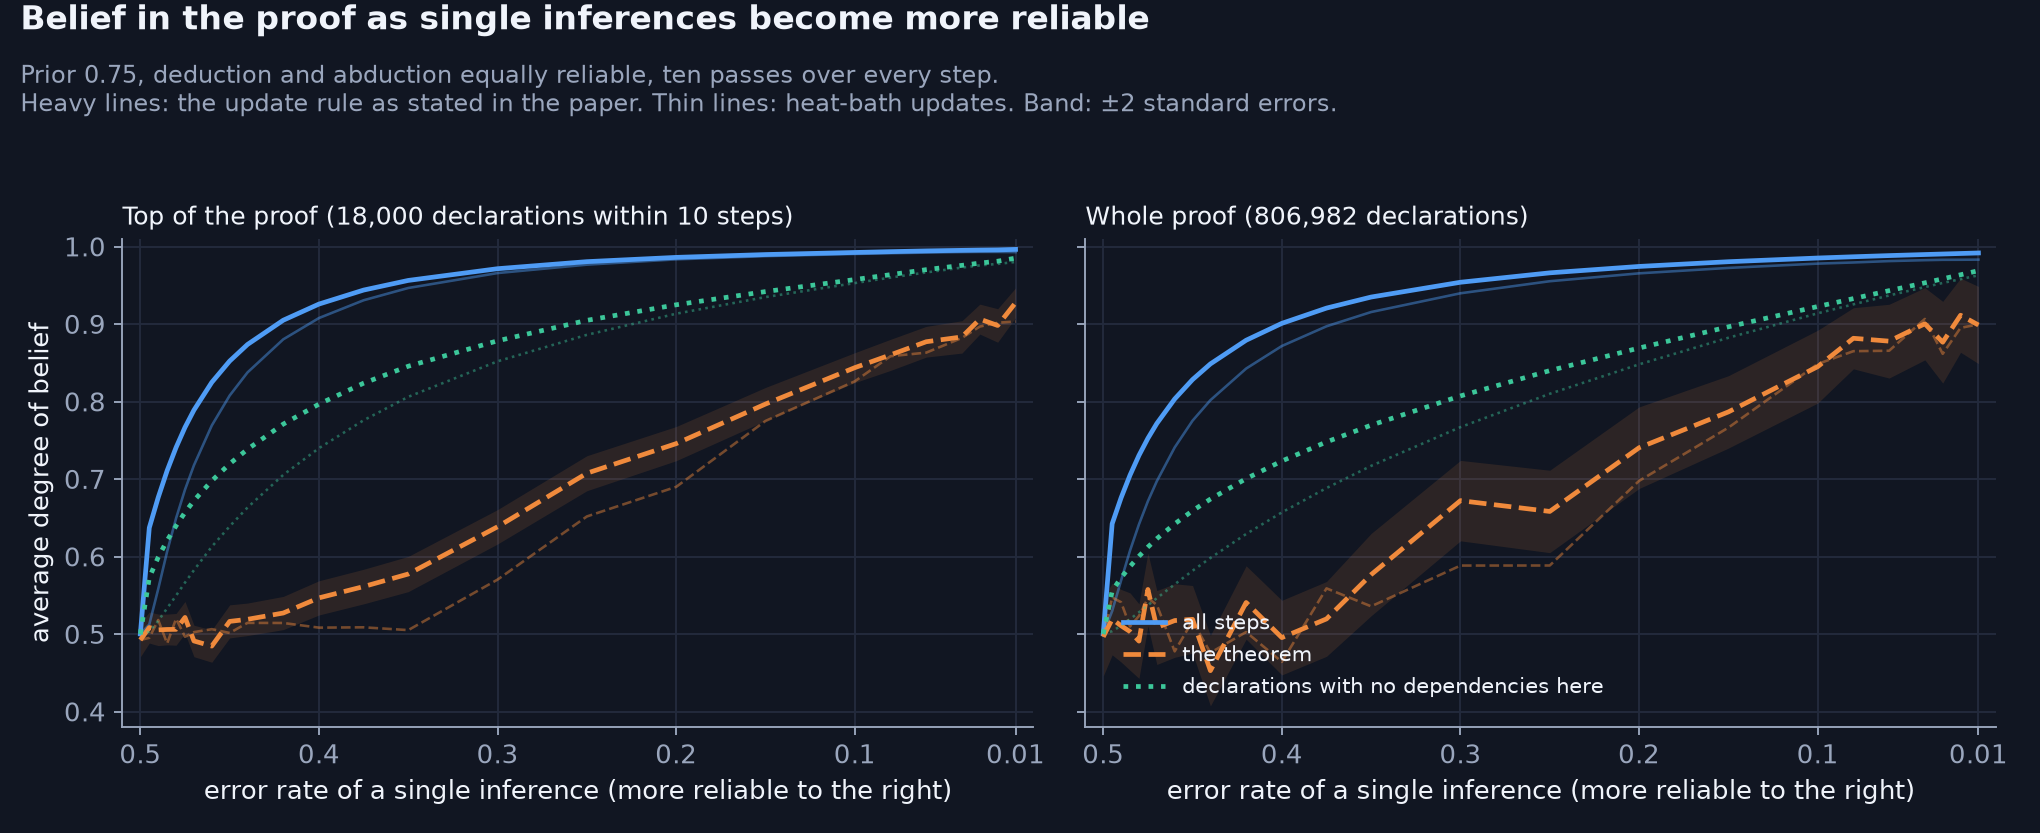 Belief in the proof as single inferences become more reliable
Prior 0.75, deduction and abduction equally reliable, ten passes over every step.
Heavy lines: the update rule as stated in the paper. Thin lines: heat-bath updates. Band: ±2 standard errors.
Top of the proof (18,000 declarations within 10 steps)
1.0
0.9
0.8
0.7
0.6
0.5
0.4
average degree of belief
0.5 0.4 0.3 0.2 0.1 0.01
error rate of a single inference (more reliable to the right)
Whole proof (806,982 declarations)
all steps
the theorem
declarations with no dependencies here
0.5 0.4 0.3 0.2 0.1 0.01
error rate of a single inference (more reliable to the right)